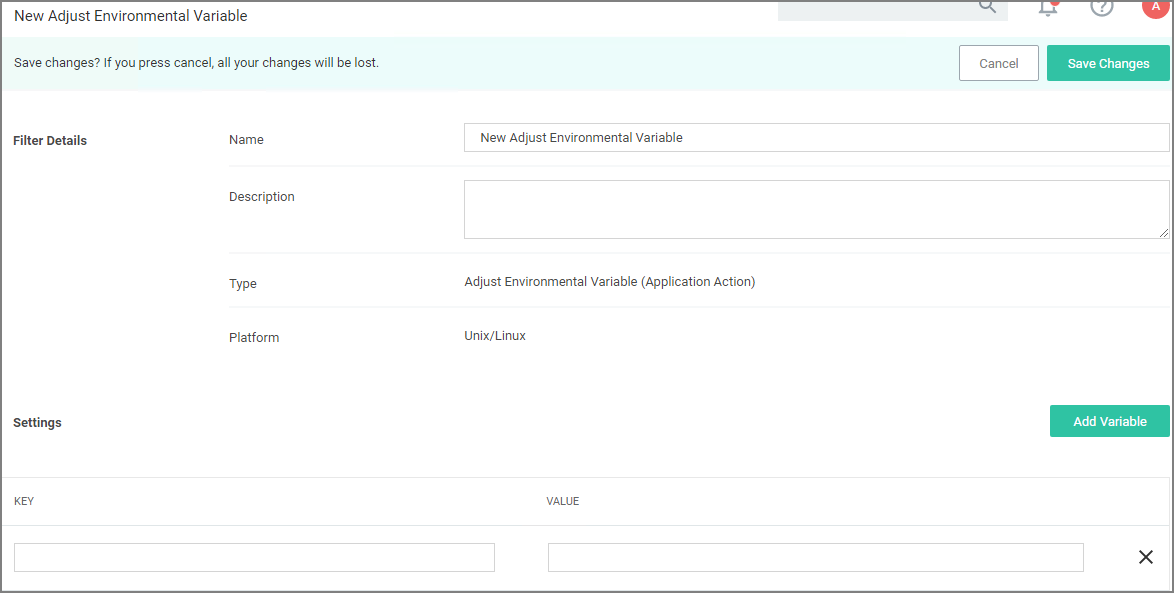 New Adjust Environmental Variable
A
Save changes? If you press cancel, all your changes will be lost.
Cancel
Save Changes
Filter Details
Name
New Adjust Environmental Variable
Description
Type
Adjust Environmental Variable (Application Action)
Platform
Unix/Linux
Settings
Add Variable
KEY
VALUE